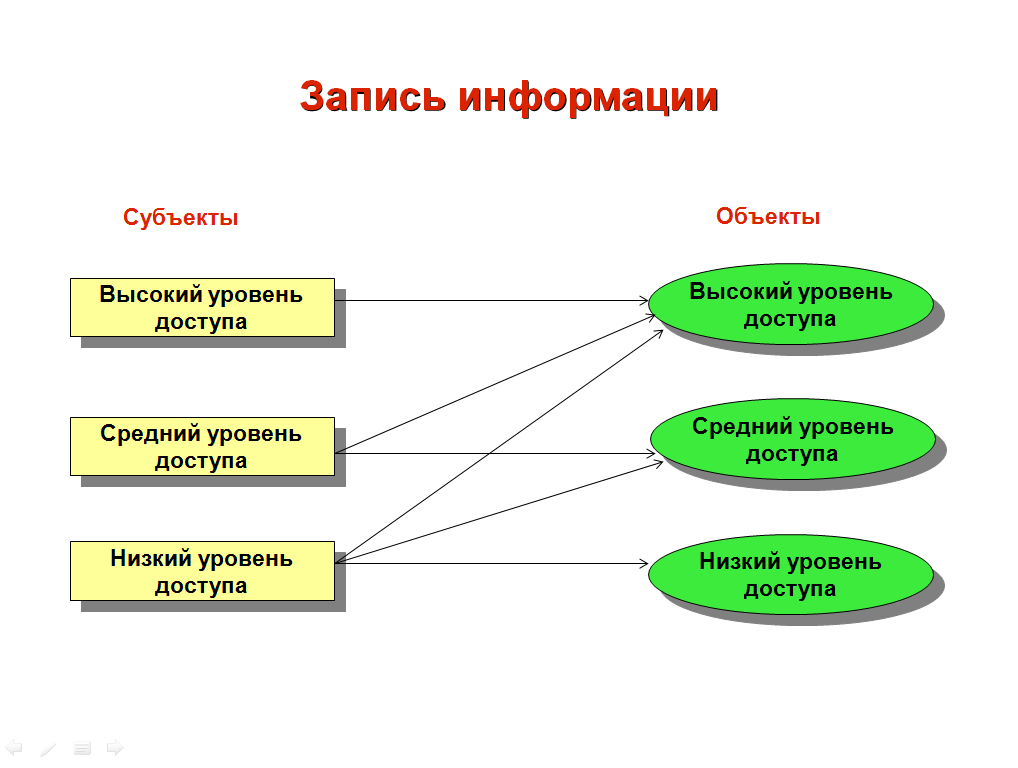 Запись информации
Субъекты
Объекты
Высокий уровень
доступа
Высокий уровень
доступа
Средний уровень
доступа
Средний уровень
доступа
Низкий уровень
доступа
Низкий уровень
доступа